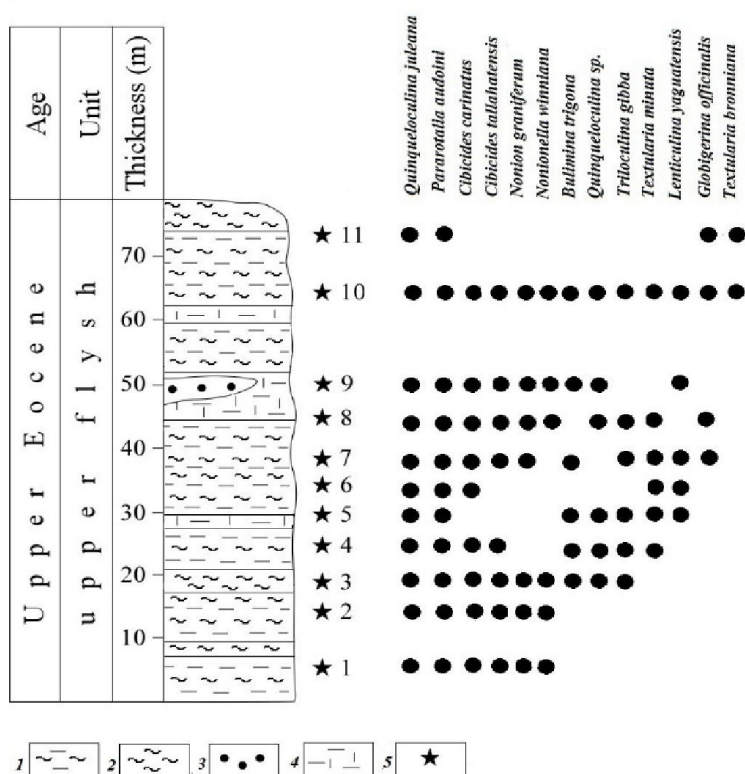 Age
Unit
Thickness (m)
Quinqueloculina juleana
Pararotalia audoini
Cibicides carinatus
Cibicides tallahatensis
Nonion graniferum
Nonionella winniana
Bulimina trigona
Quinqueloculina sp.
Triloculina gibba
Textularia minuta
Lenticulina yaguatensis
Globigerina officinalis
Textularia bronniana
Upper Eocene
upper flysch
70
60
50
40
30
20
10
11
10
9
8
7
6
5
4
3
2
1
1 2 3 4 5